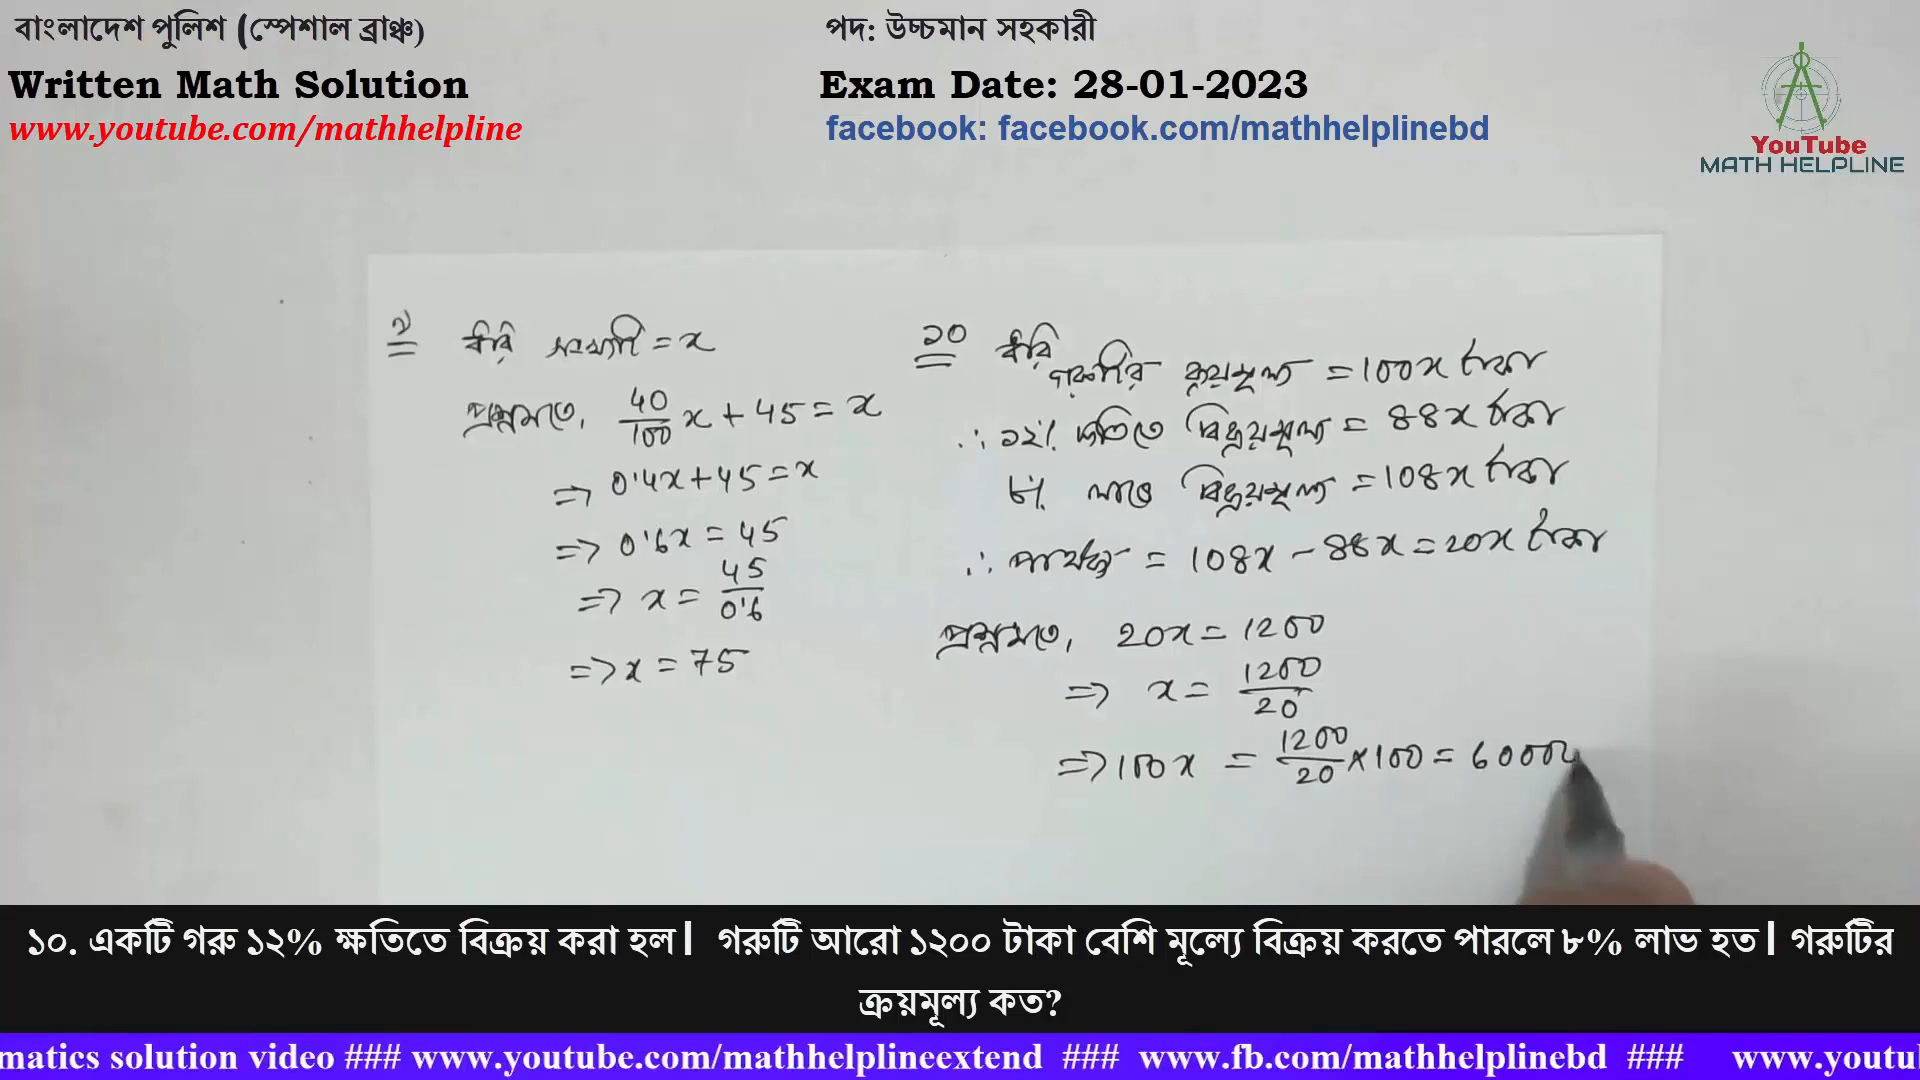 বাংলাদেশ পুলিশ (স্পেশাল ব্রাঞ্চ)
পদ: উচ্চমান সহকারী
Written Math Solution
Exam Date: 28-01-2023
www.youtube.com/mathhelpline
facebook: facebook.com/mathhelplinebd
YouTube
MATH HELPLINE
৯ ধরি সংখ্যাটি = x
প্রশ্নমতে, 40/100 x + 45 = x
⇒ 0.4x + 45 = x
⇒ 0.6x = 45
⇒ x = 45/0.6
⇒ x = 75
১০ ধরি
গরুটির ক্রয়মূল্য = 100x টাকা
∴ ১২% ক্ষতিতে বিক্রয়মূল্য = 88x টাকা
৮% লাভে বিক্রয়মূল্য = 108x টাকা
∴ পার্থক্য = 108x - 88x = 20x টাকা
প্রশ্নমতে, 20x = 1200
⇒ x = 1200/20
⇒ 100x = 1200/20 × 100 = 6000
১০. একটি গরু ১২% ক্ষতিতে বিক্রয় করা হল। গরুটি আরো ১২০০ টাকা বেশি মূল্যে বিক্রয় করতে পারলে ৮% লাভ হত। গরুটির
ক্রয়মূল্য কত?
matics solution video ### www.youtube.com/mathhelplineextend ### www.fb.com/mathhelplinebd ### www.youtu